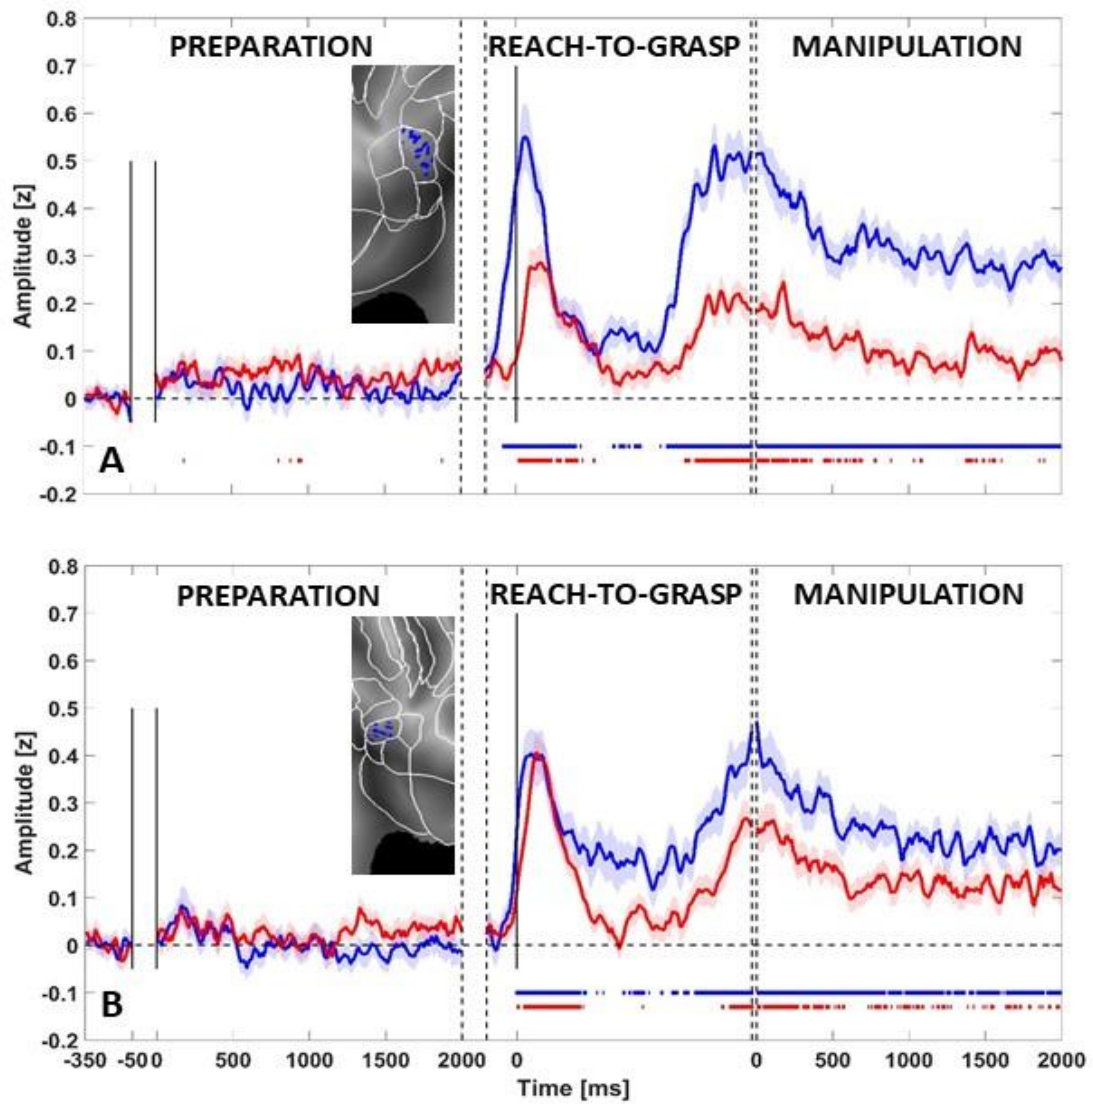 0.8
PREPARATION REACH-TO-GRASP MANIPULATION
0.7
0.6
0.5
0.4
0.3
0.2
0.1
0
-0.1
-0.2
Amplitude [z]
A
0.8
PREPARATION REACH-TO-GRASP MANIPULATION
0.7
0.6
0.5
0.4
0.3
0.2
0.1
0
-0.1
-0.2
Amplitude [z]
B
-350 -50 0 500 1000 1500 2000 0 0 500 1000 1500 2000
Time [ms]